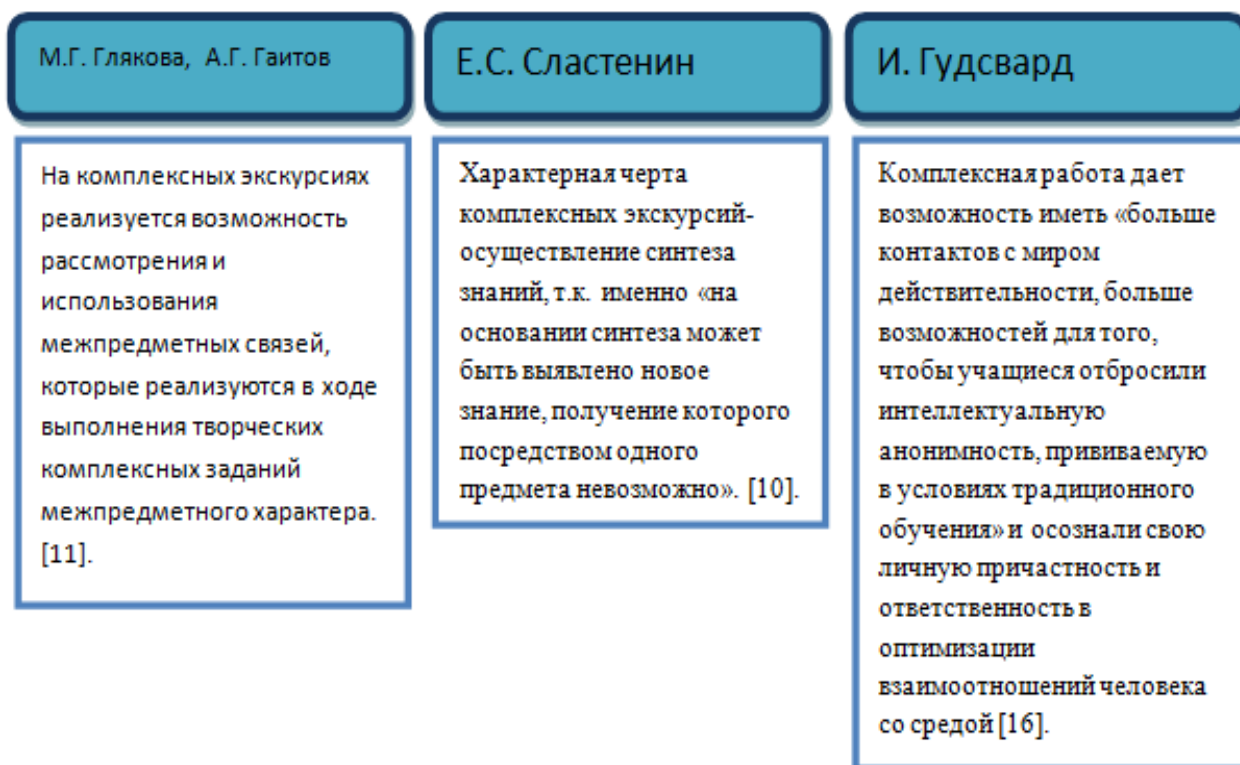 М.Г. Глякова, А.Г. Гаитов
На комплексных экскурсиях
реализуется возможность
рассмотрения и
использования
межпредметных связей,
которые реализуются в ходе
выполнения творческих
комплексных заданий
межпредметного характера.
[11].
Е.С. Сластенин
Характерная черта
комплексных экскурсий-
осуществление синтеза
знаний, т.к. именно «на
основании синтеза может
быть выявлено новое
знание, получение которого
посредством одного
предмета невозможно». [10].
И. Гудсвард
Комплексная работа дает
возможность иметь «больше
контактов с миром
действительности, больше
возможностей для того,
чтобы учащиеся отбросили
интеллектуальную
анонимность, прививаемую
в условиях традиционного
обучения» и осознали свою
личную причастность и
ответственность в
оптимизации
взаимоотношений человека
со средой [16].